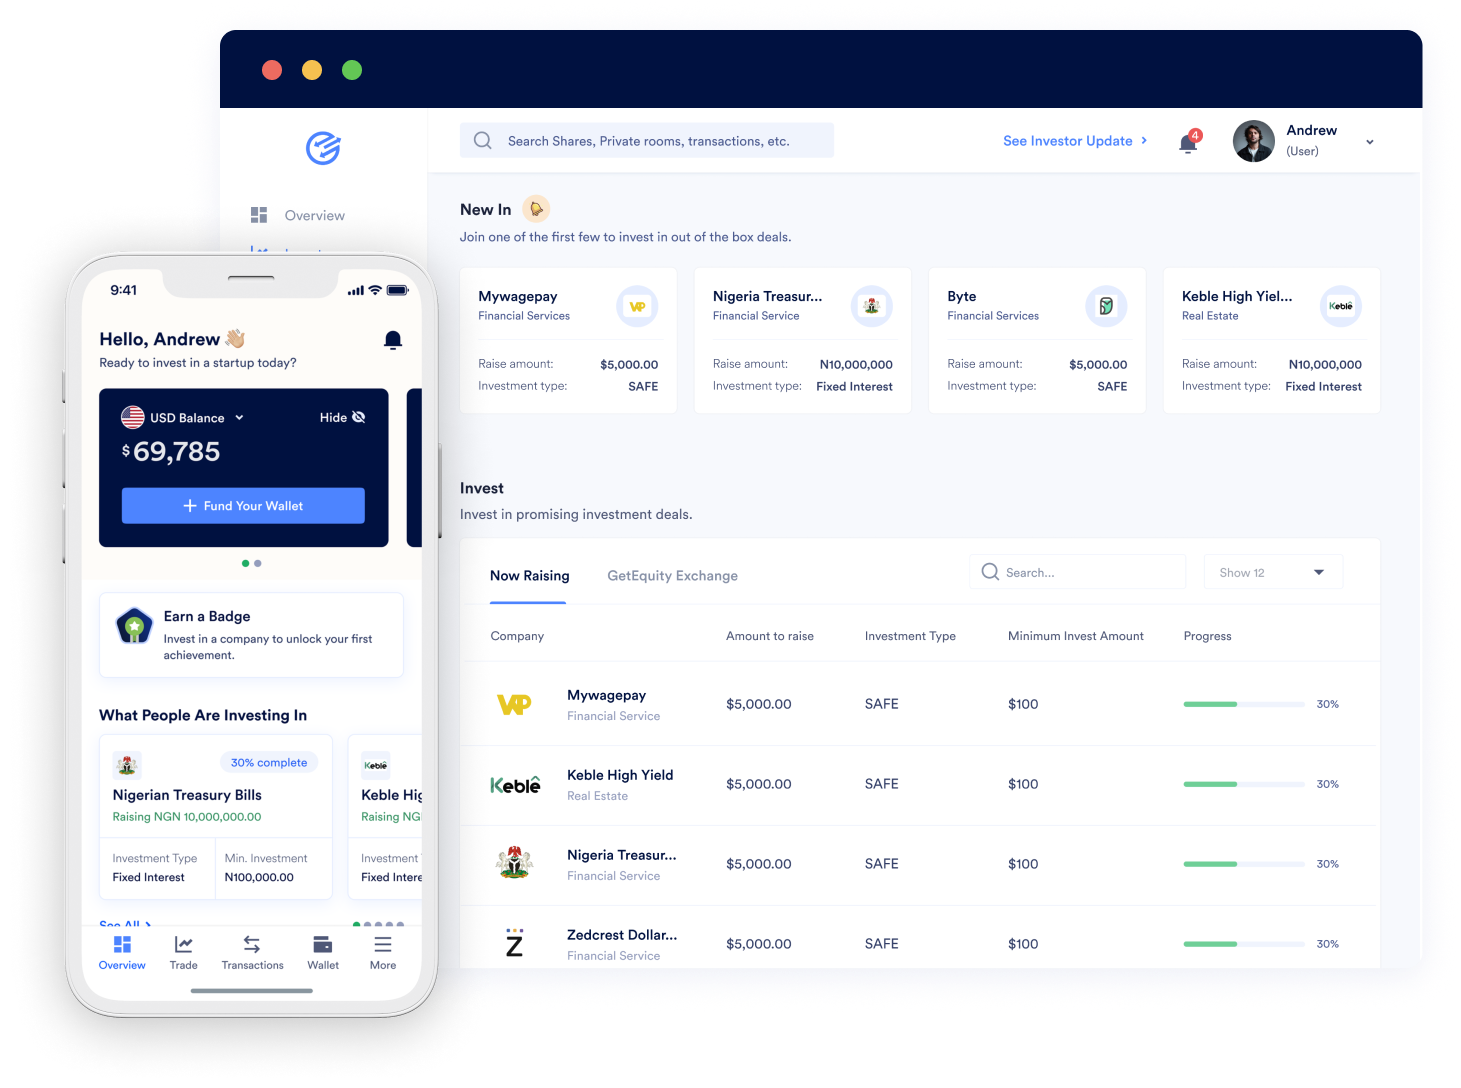 Search Shares, Private rooms, transactions, etc.
See Investor Update
4
Andrew
(User)
Overview
New In
Join one of the first few to invest in out of the box deals.
Mywagepay
Financial Services
VP
Raise amount: $5,000.00
Investment type: SAFE
Nigeria Treasur...
Financial Service
Raise amount: N10,000,000
Investment type: Fixed Interest
Byte
Financial Services
Raise amount: $5,000.00
Investment type: SAFE
Keble High Yiel...
Real Estate
Keblê
Raise amount: N10,000,000
Investment type: Fixed Interest
Invest
Invest in promising investment deals.
Now Raising
GetEquity Exchange
Search...
Show 12
Company Amount to raise Investment Type Minimum Invest Amount Progress
VP
Mywagepay
Financial Service
$5,000.00 SAFE $100 30%
Keblê
Keble High Yield
Real Estate
$5,000.00 SAFE $100 30%
Nigeria Treasur...
Financial Service
$5,000.00 SAFE $100 30%
Z
Zedcrest Dollar...
Financial Service
$5,000.00 SAFE $100 30%
9:41
Hello, Andrew
Ready to invest in a startup today?
USD Balance
Hide
$69,785
+ Fund Your Wallet
Earn a Badge
Invest in a company to unlock your first
achievement.
What People Are Investing In
30% complete
Nigerian Treasury Bills
Raising NGN 10,000,000.00
Investment Type
Fixed Interest
Min. Investment
N100,000.00
Keblê
Keble Hig
Raising NG
Investment
Fixed Intere
See All
Overview
Trade
Transactions
Wallet
More